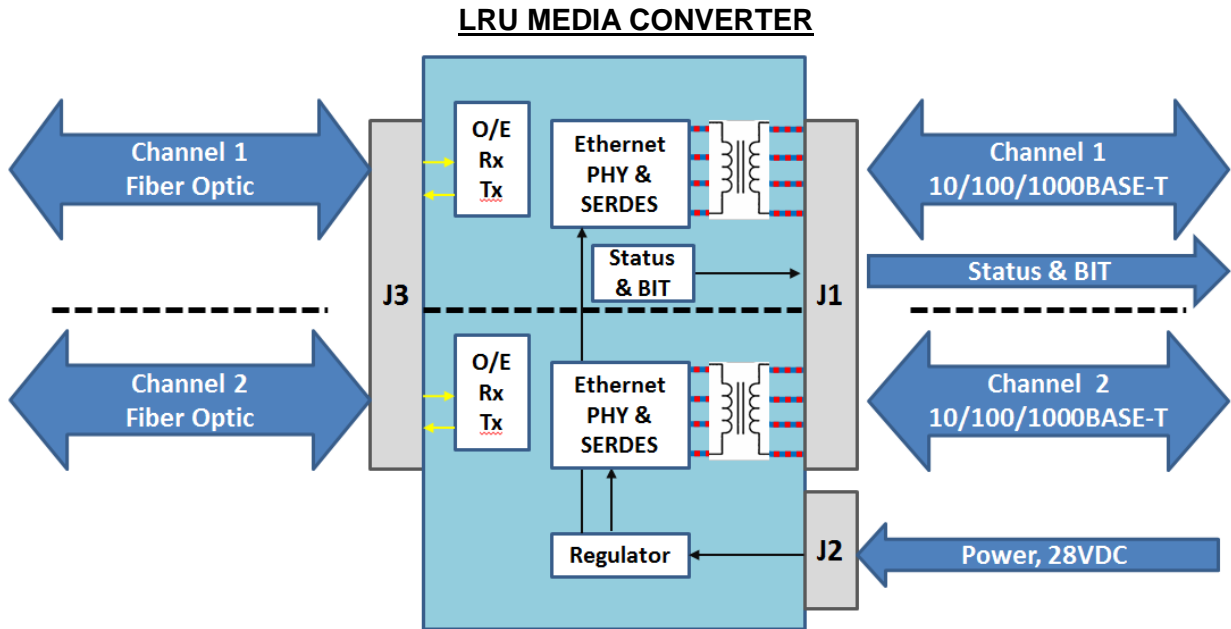 LRU MEDIA CONVERTER
Channel 1
Fiber Optic
J3
O/E
Rx
Tx
Ethernet
PHY &
SERDES
Status
& BIT
J1
Channel 1
10/100/1000BASE-T
Status & BIT
Channel 2
Fiber Optic
O/E
Rx
Tx
Ethernet
PHY &
SERDES
Channel 2
10/100/1000BASE-T
Regulator
J2
Power, 28VDC